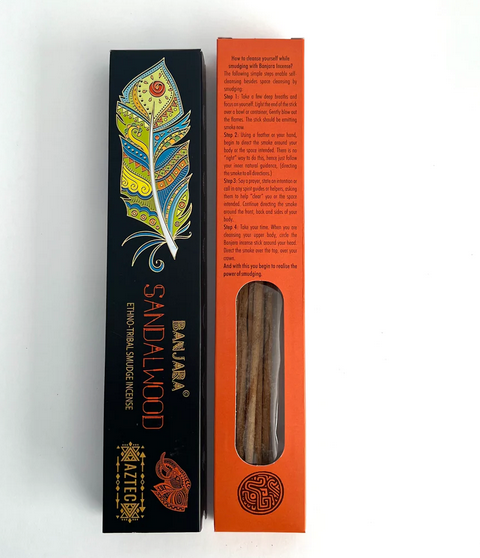 BANJARA©
SANDALWOOD
ETHNO-TRIBAL SMUDGE INCENSE
AZTEC
How to cleanse yourself while
smudging with Banjara Incense?
The following simple steps enable self
cleansing besides space cleansing by
smudging.
Step 1: Take a few deep breaths and
focus on yourself. Light the end of the stick
over a bowl or container, Gently blow out
the flames. The stick should be emitting
smoke now.
Step 2: Using a feather or your hand,
begin to direct the smoke around your
body or the space intended. There is no
"right" way to do this, hence just follow
your inner natural guidance, (directing
the smoke to all directions.)
Step 3: Say a prayer, state an intention or
call in any spirit guides or helpers, asking
them to help "clear" you or the space
intended. Continue directing the smoke
around the front, back and sides of your
body.
Step 4: Take your time. When you are
cleansing your upper body, circle the
Banjara incense stick around your head.
Direct the smoke over the top, over your
crown.
And with this you begin to realise the
power of smudging.